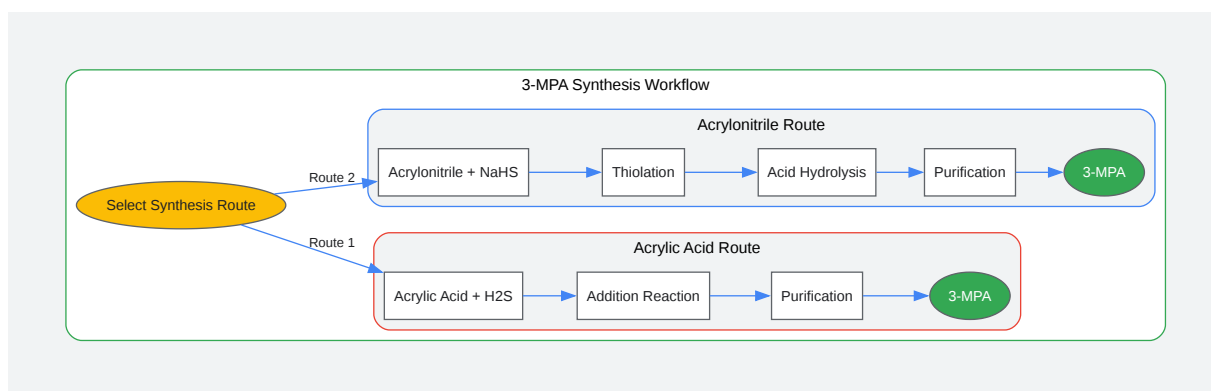 3-MPA Synthesis Workflow
Acrylonitrile Route
Route 2
Acrylonitrile + NaHS
Thiolation
Acid Hydrolysis
Purification
3-MPA
Select Synthesis Route
Route 1
Acrylic Acid Route
Acrylic Acid + H2S
Addition Reaction
Purification
3-MPA